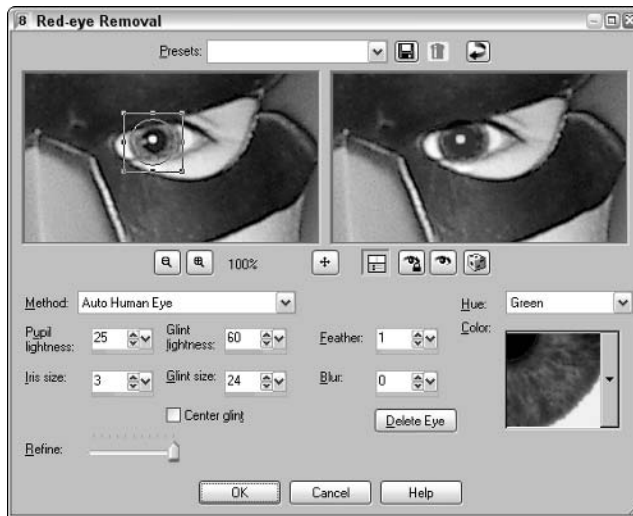 8 Red-eye Removal
Presets:
100%
Method: Auto Human Eye
Hue: Green
Pupil lightness: 25
Glint lightness: 60
Feather: 1
Color:
Iris size: 3
Glint size: 24
Blur: 0
Center glint
Delete Eye
Refine:
OK
Cancel
Help